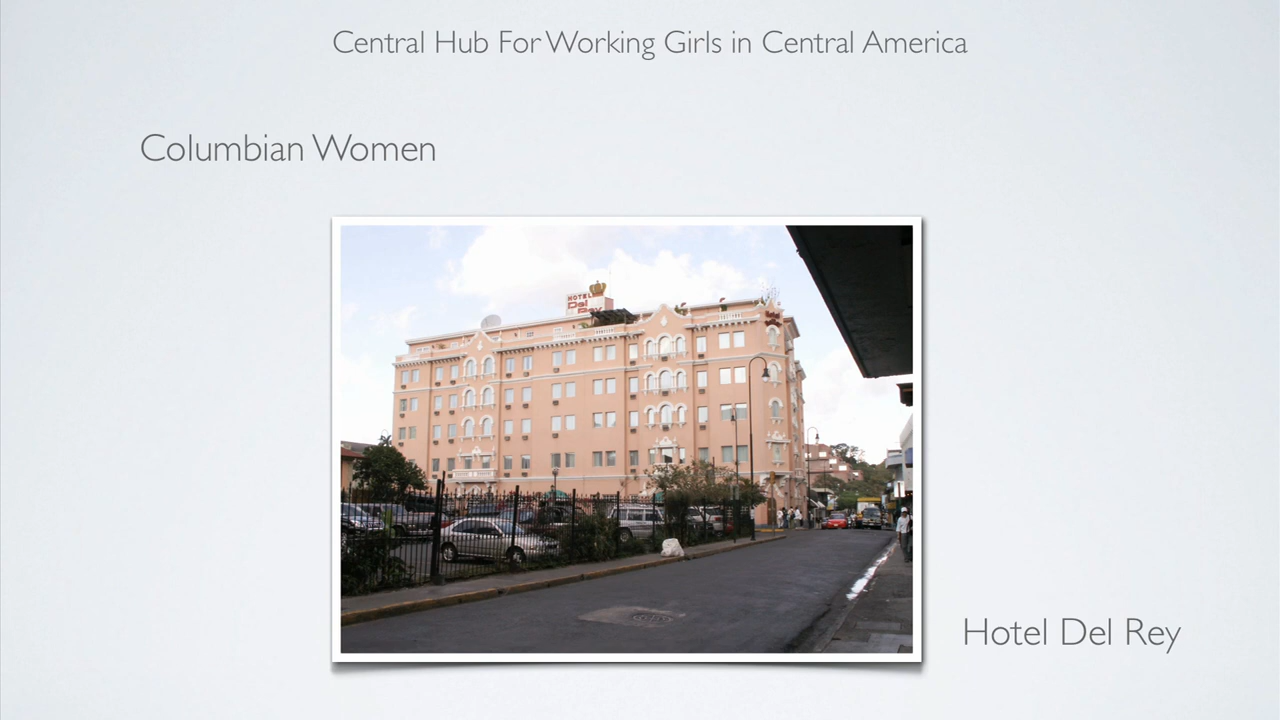 Central Hub For Working Girls in Central America
Columbian Women
HOTEL
Del
Rey
Hotel Del Rey